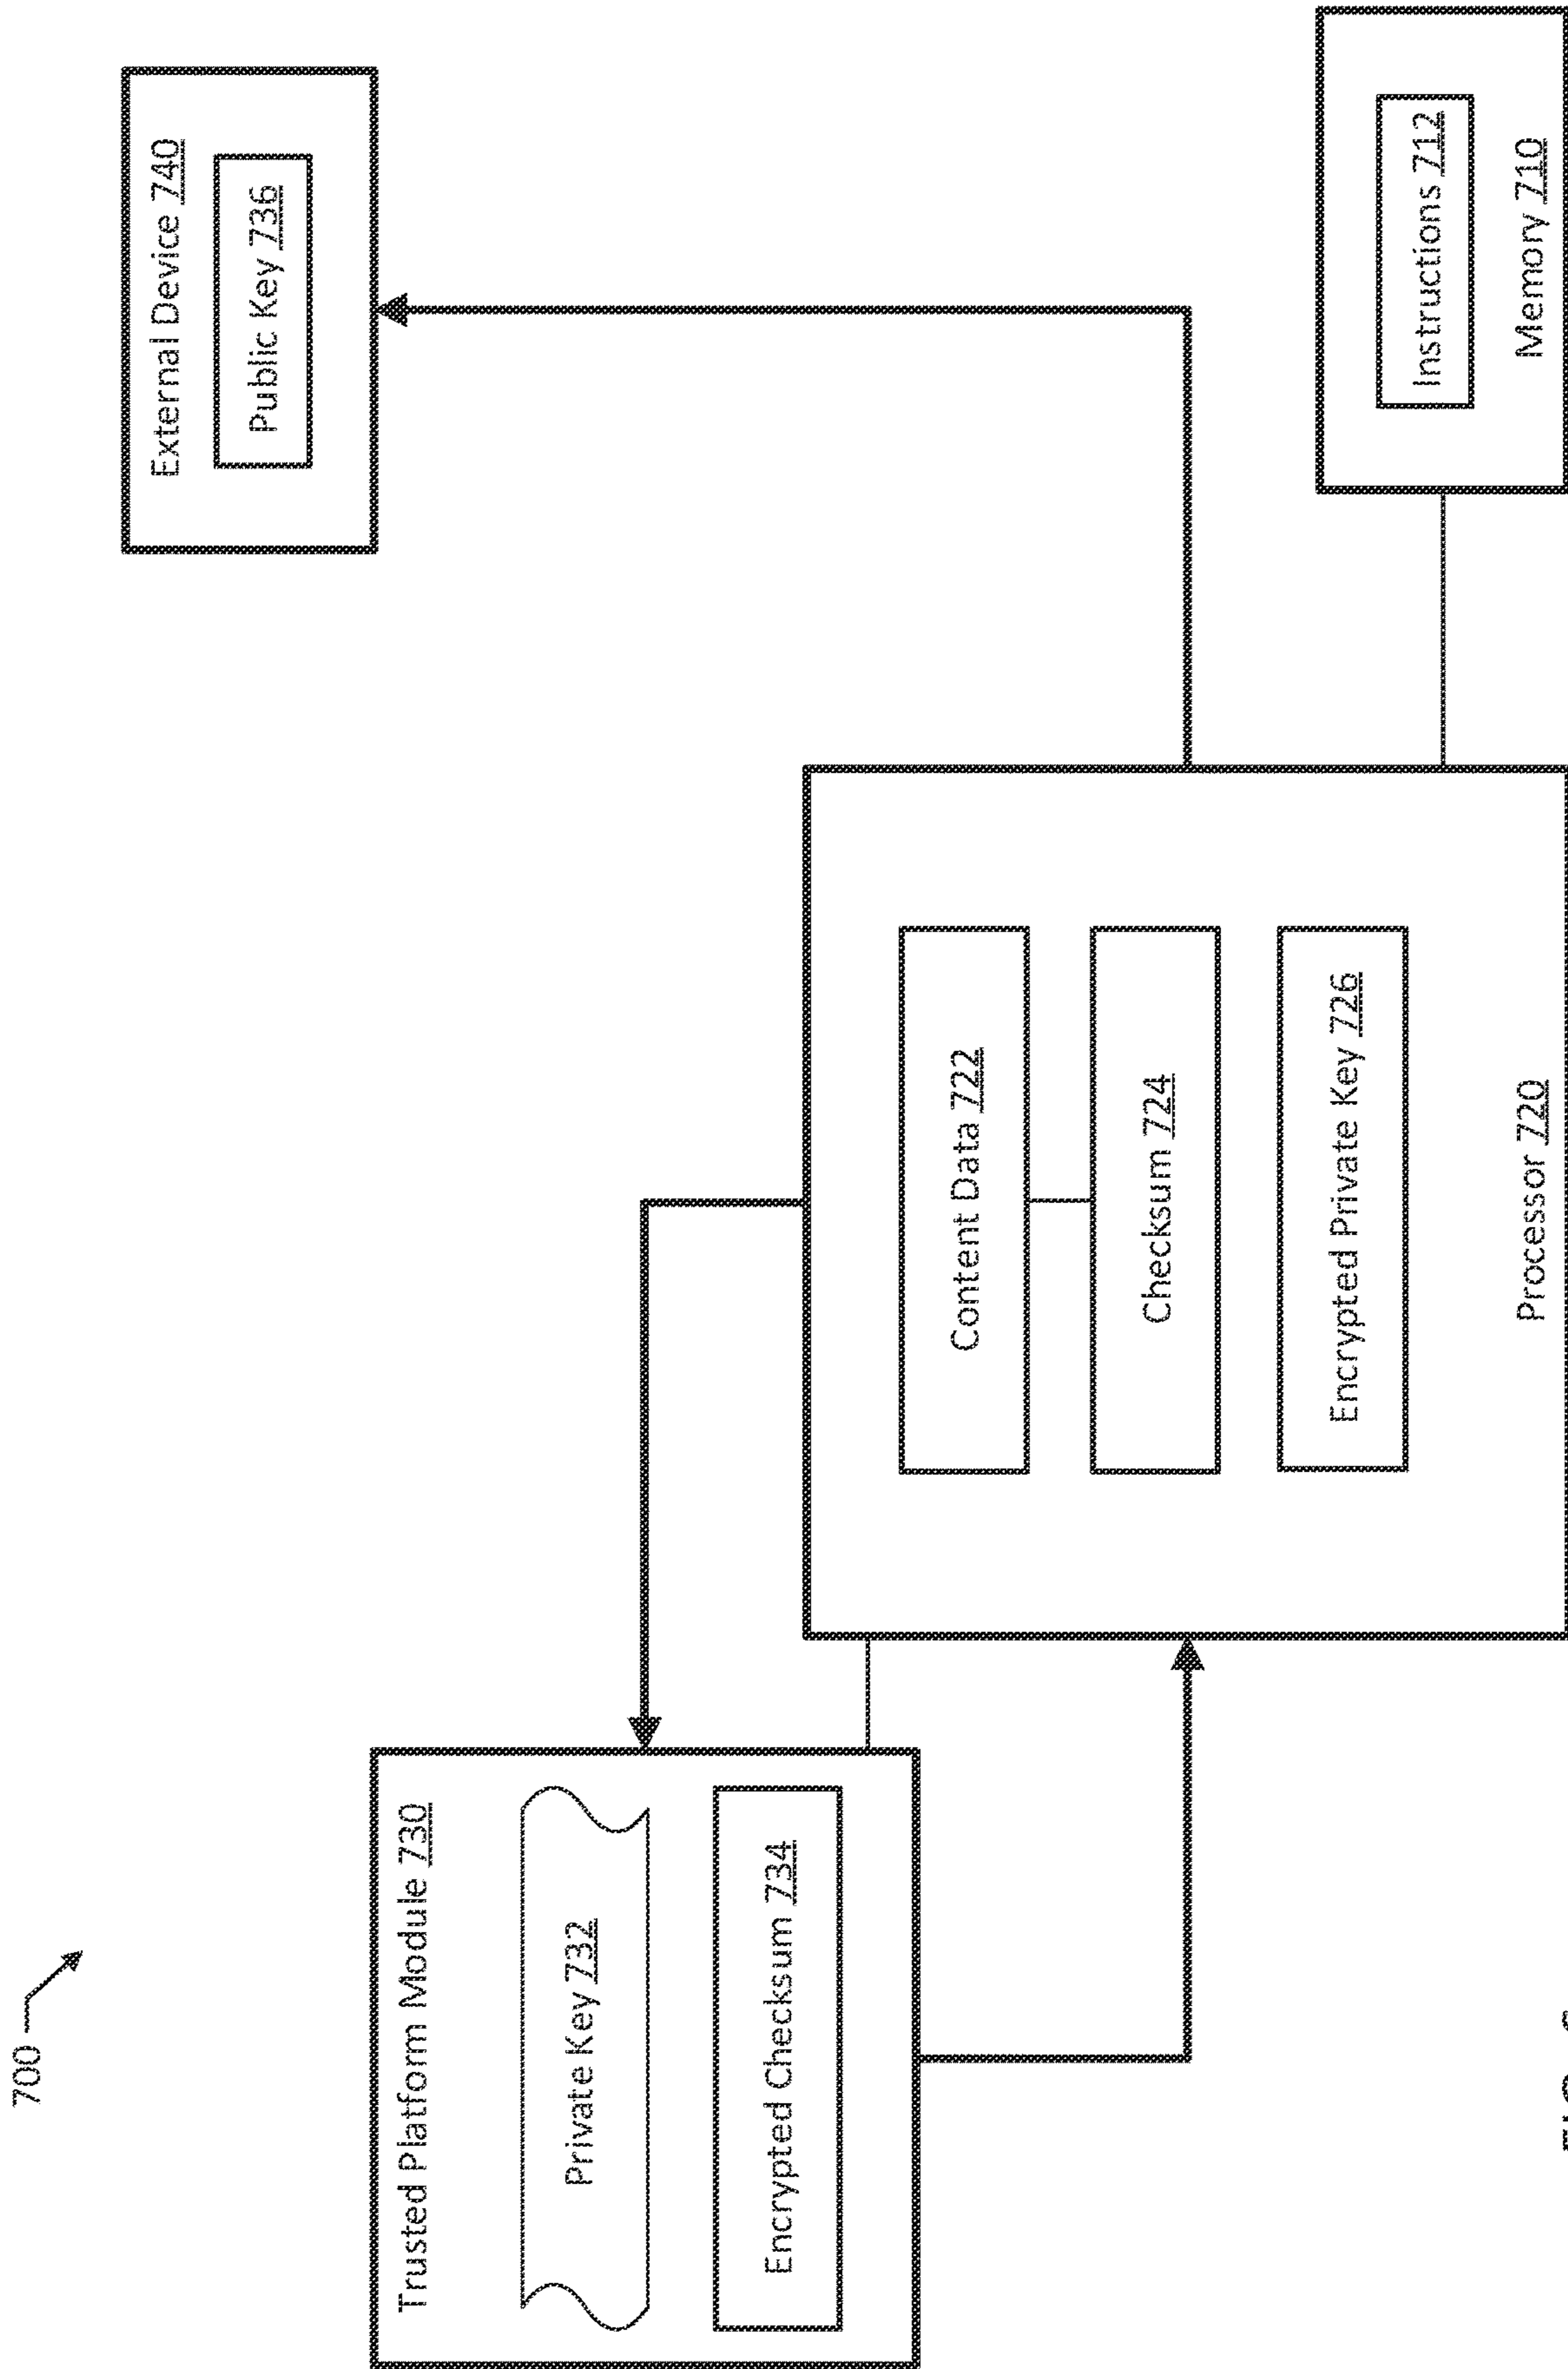 700
Trusted Platform Module 730
Private Key 732
Encrypted Checksum 734
Content Data 722
Checksum 724
Encrypted Private Key 726
Processor 720
External Device 740
Public Key 736
Instructions 712
Memory 710